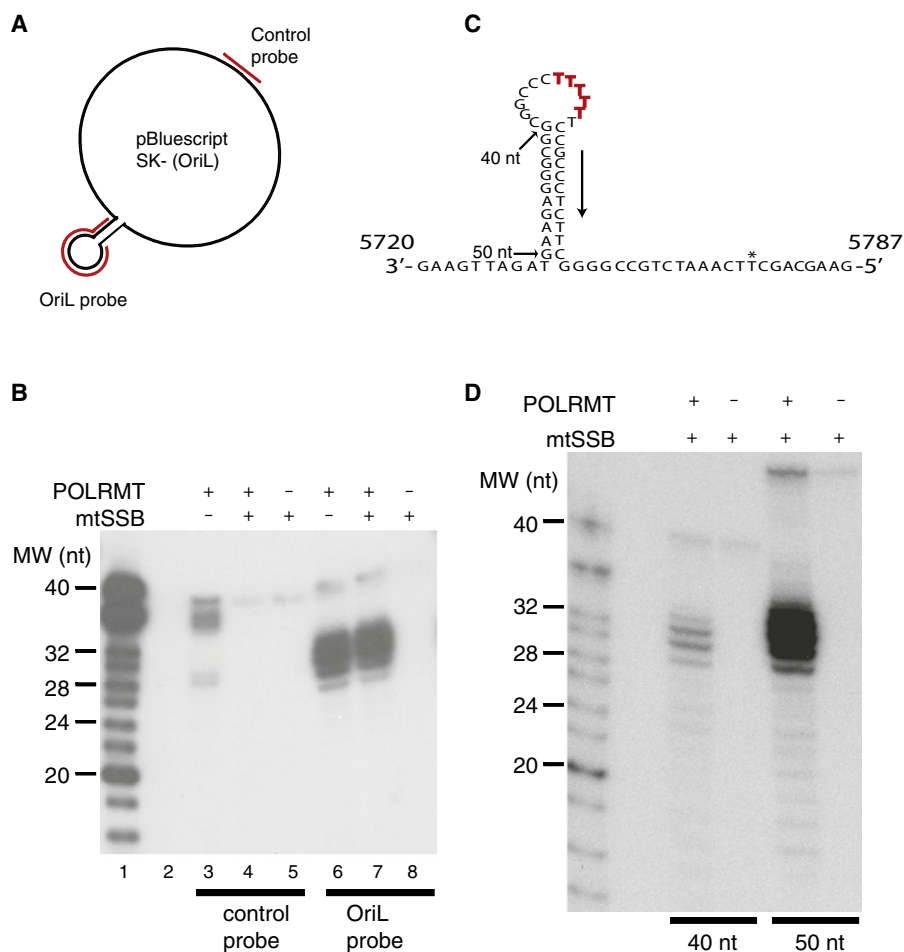 A
Control
probe
pBluescript
SK- (OriL)
OriL probe
C
GAAGAGGGCGGCGGCCCTTTTTTCCGCCCTCTTC
40 nt
50 nt
5720
5787
*
3'- GAAGTTAGAT GGGGCCGTCTAAACTTCGACGAAG-5'
B
POLRMT + + - + + -
mtSSB - + + - + +
MW (nt)
40
32
28
24
20
1 2 3 4 5 6 7 8
control
probe
OriL
probe
D
POLRMT + - + -
mtSSB + + + +
MW (nt)
40
32
28
24
20
40 nt
50 nt